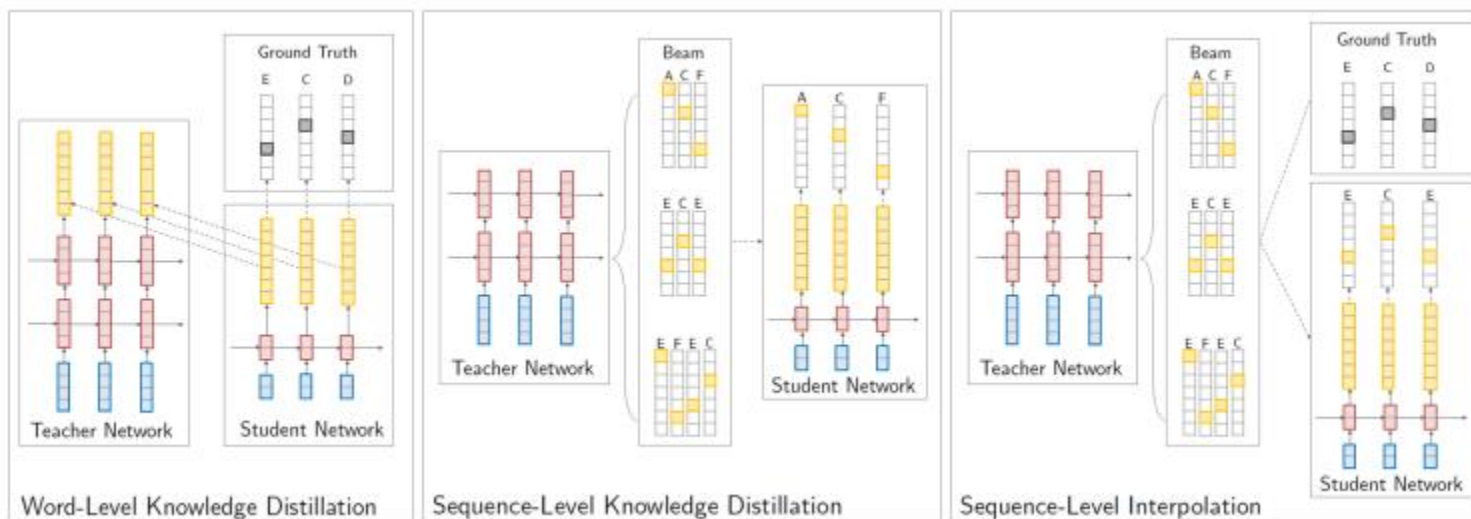 Ground Truth
E C D
Teacher Network
Student Network
Word-Level Knowledge Distillation
Beam
A C F
E C E
E F E C
Teacher Network
A C F
Student Network
Sequence-Level Knowledge Distillation
Beam
A C F
E C E
E F E C
Teacher Network
Ground Truth
E C D
E C E
Student Network
Sequence-Level Interpolation